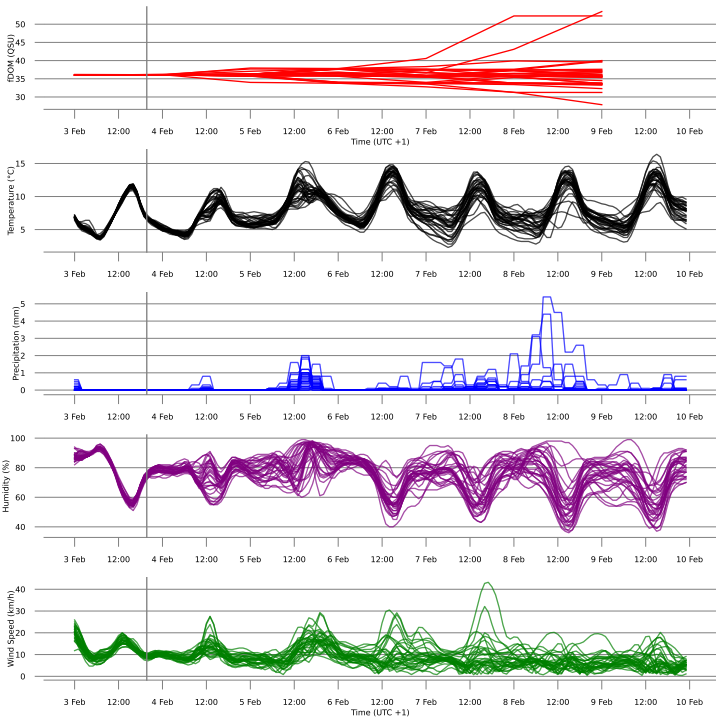 50
45
40
35
30
fDOM (QSU)
3 Feb 12:00 4 Feb 12:00 5 Feb 12:00 6 Feb 12:00 7 Feb 12:00 8 Feb 12:00 9 Feb 12:00 10 Feb
Time (UTC +1)
15
10
5
Temperature (°C)
3 Feb 12:00 4 Feb 12:00 5 Feb 12:00 6 Feb 12:00 7 Feb 12:00 8 Feb 12:00 9 Feb 12:00 10 Feb
5
4
3
2
1
0
Precipitation (mm)
3 Feb 12:00 4 Feb 12:00 5 Feb 12:00 6 Feb 12:00 7 Feb 12:00 8 Feb 12:00 9 Feb 12:00 10 Feb
100
80
60
40
Humidity (%)
3 Feb 12:00 4 Feb 12:00 5 Feb 12:00 6 Feb 12:00 7 Feb 12:00 8 Feb 12:00 9 Feb 12:00 10 Feb
40
30
20
10
0
Wind Speed (km/h)
3 Feb 12:00 4 Feb 12:00 5 Feb 12:00 6 Feb 12:00 7 Feb 12:00 8 Feb 12:00 9 Feb 12:00 10 Feb
Time (UTC +1)